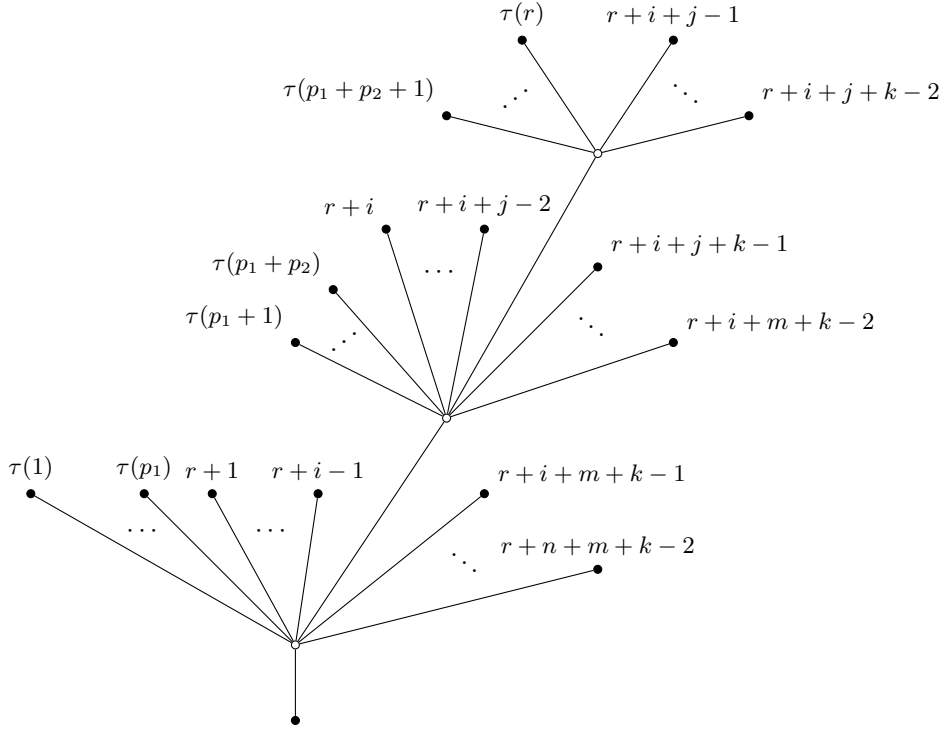 τ(r) r + i + j − 1
τ(p₁ + p₂ + 1) r + i + j + k − 2
r + i r + i + j − 2
r + i + j + k − 1
τ(p₁ + p₂)
τ(p₁ + 1) r + i + m + k − 2
τ(1) τ(p₁) r + 1 r + i − 1 r + i + m + k − 1
r + n + m + k − 2